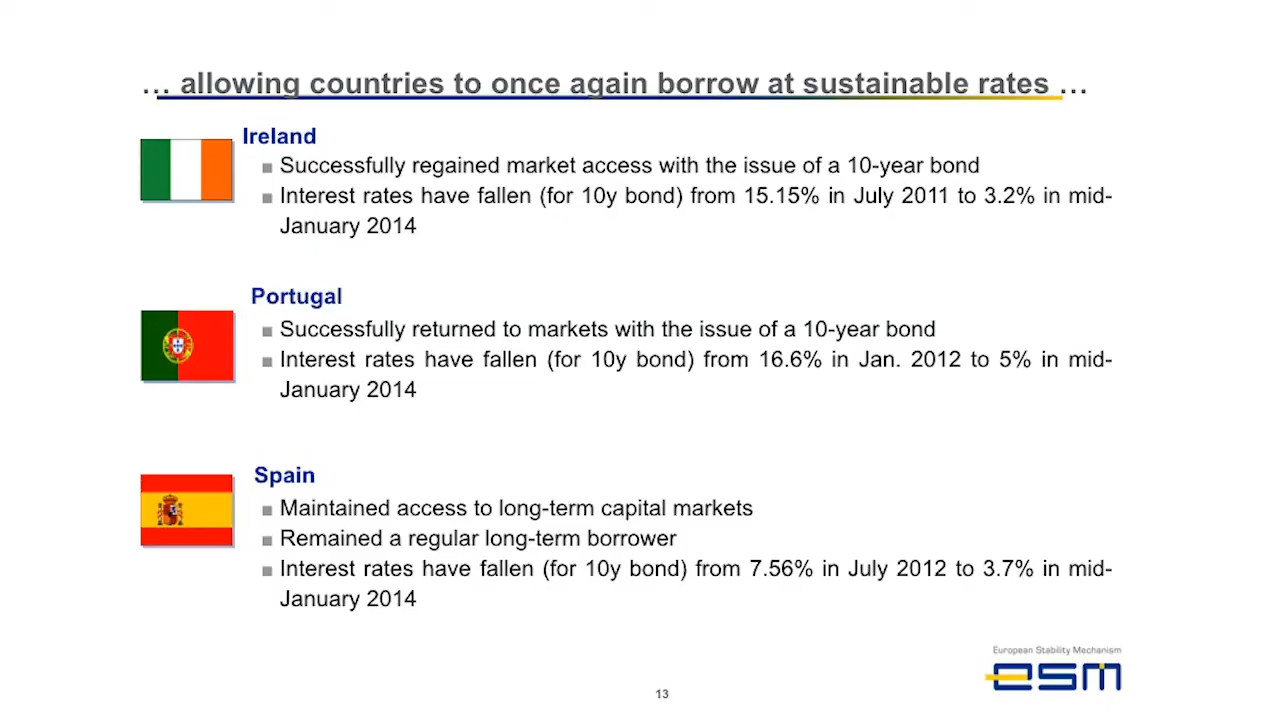 … allowing countries to once again borrow at sustainable rates …
Ireland
■ Successfully regained market access with the issue of a 10-year bond
■ Interest rates have fallen (for 10y bond) from 15.15% in July 2011 to 3.2% in mid-
January 2014
Portugal
■ Successfully returned to markets with the issue of a 10-year bond
■ Interest rates have fallen (for 10y bond) from 16.6% in Jan. 2012 to 5% in mid-
January 2014
Spain
■ Maintained access to long-term capital markets
■ Remained a regular long-term borrower
■ Interest rates have fallen (for 10y bond) from 7.56% in July 2012 to 3.7% in mid-
January 2014
European Stability Mechanism
esm
13